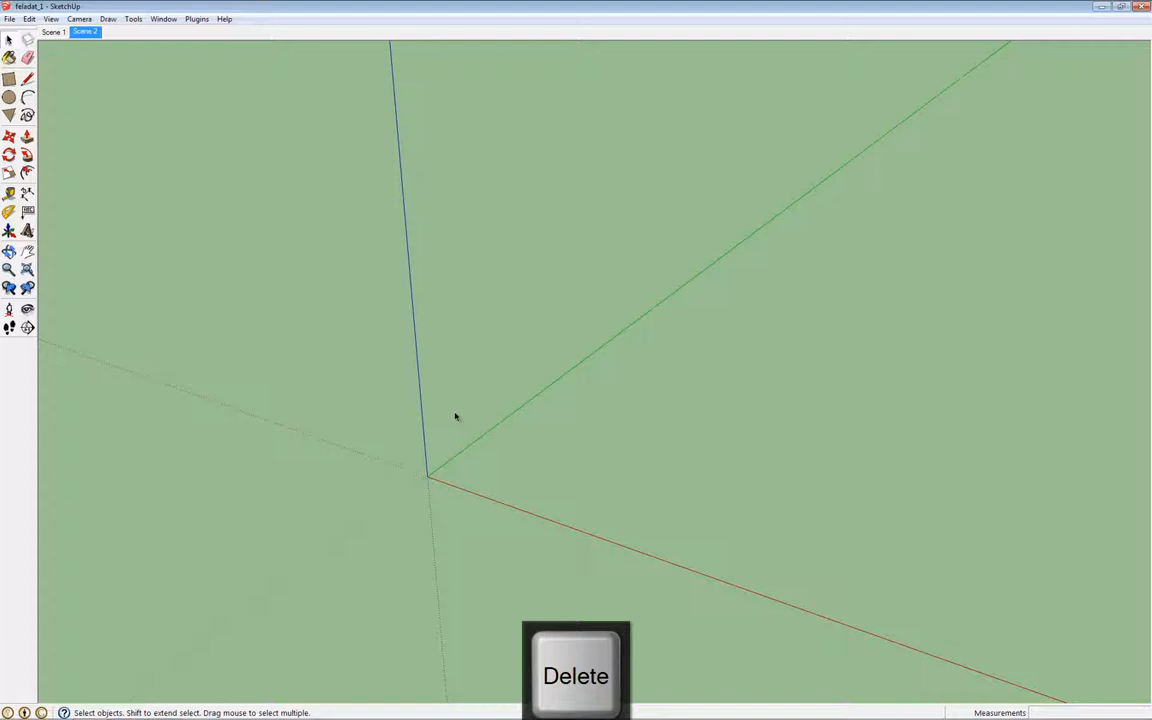 feladat_1 - SketchUp
File Edit View Camera Draw Tools Window Plugins Help
Scene 1 Scene 2
Delete
Select objects. Shift to extend select. Drag mouse to select multiple.
Measurements